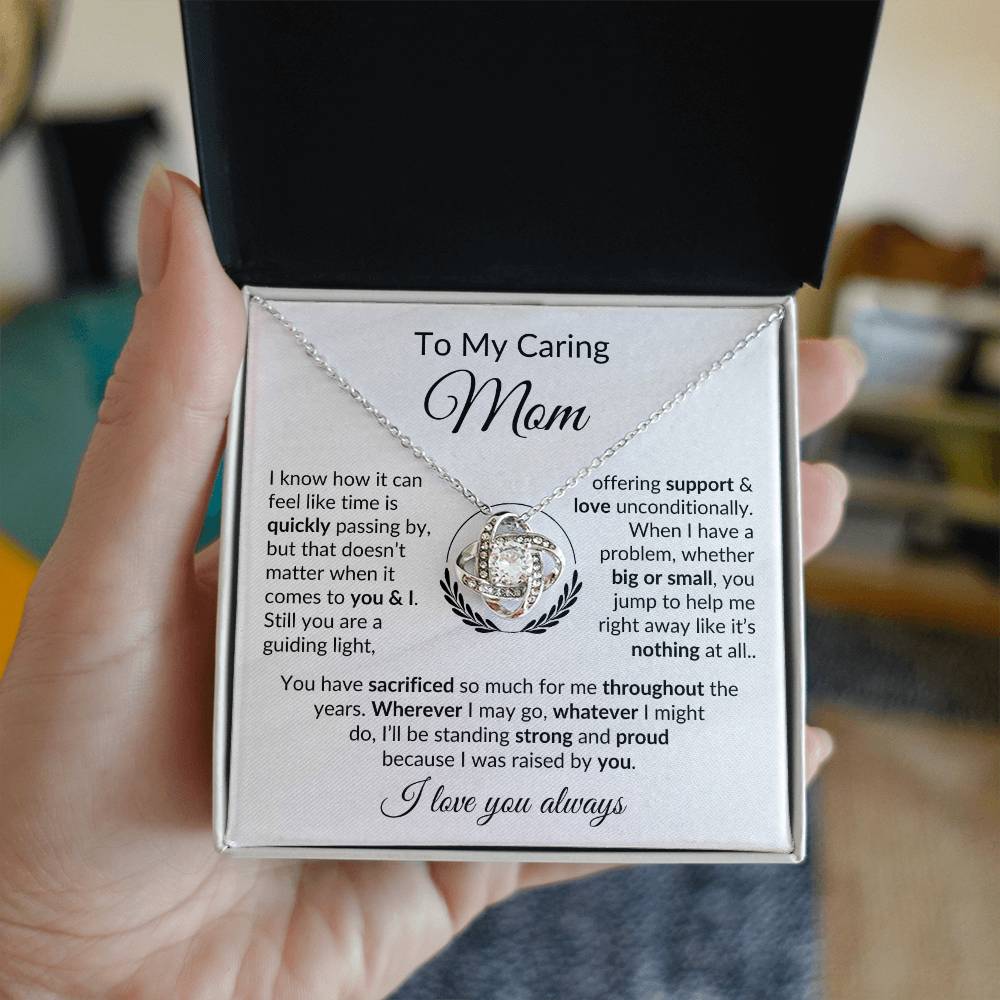 To My Caring
Mom
I know how it can
feel like time is
quickly passing by,
but that doesn't
matter when it
comes to you & I.
Still you are a
guiding light,
offering support &
love unconditionally.
When I have a
problem, whether
big or small, you
jump to help me
right away like it's
nothing at all..
You have sacrificed so much for me throughout the
years. Wherever I may go, whatever I might
do, I'll be standing strong and proud
because I was raised by you.
I love you always